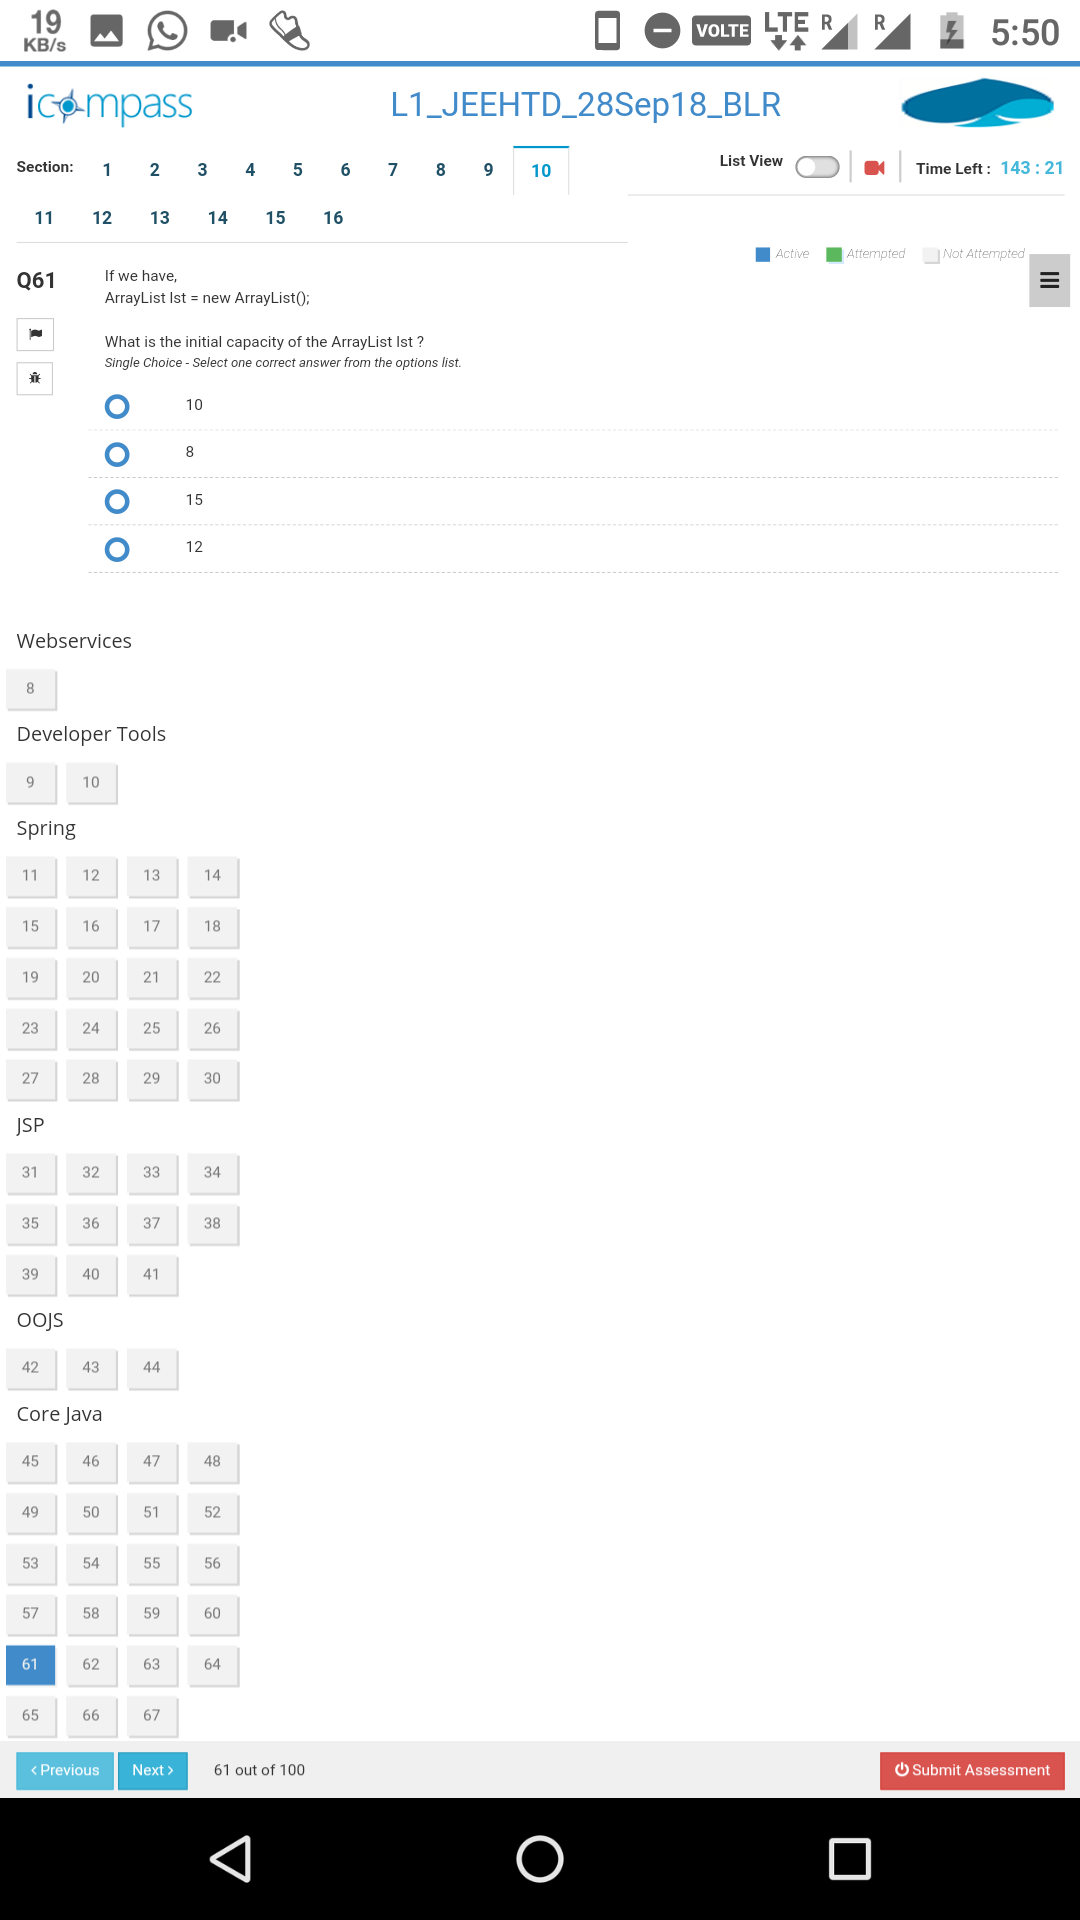 19
KB/s
VOLTE
LTE
R
R
5:50
icompass
L1_JEEHTD_28Sep18_BLR
Section: 1 2 3 4 5 6 7 8 9 10
List View
Time Left : 143 : 21
11 12 13 14 15 16
Active Attempted Not Attempted
Q61
If we have,
ArrayList lst = new ArrayList();
What is the initial capacity of the ArrayList lst ?
Single Choice - Select one correct answer from the options list.
10
8
15
12
Webservices
8
Developer Tools
9 10
Spring
11 12 13 14
15 16 17 18
19 20 21 22
23 24 25 26
27 28 29 30
JSP
31 32 33 34
35 36 37 38
39 40 41
OOJS
42 43 44
Core Java
45 46 47 48
49 50 51 52
53 54 55 56
57 58 59 60
61 62 63 64
65 66 67
Previous Next 61 out of 100 Submit Assessment